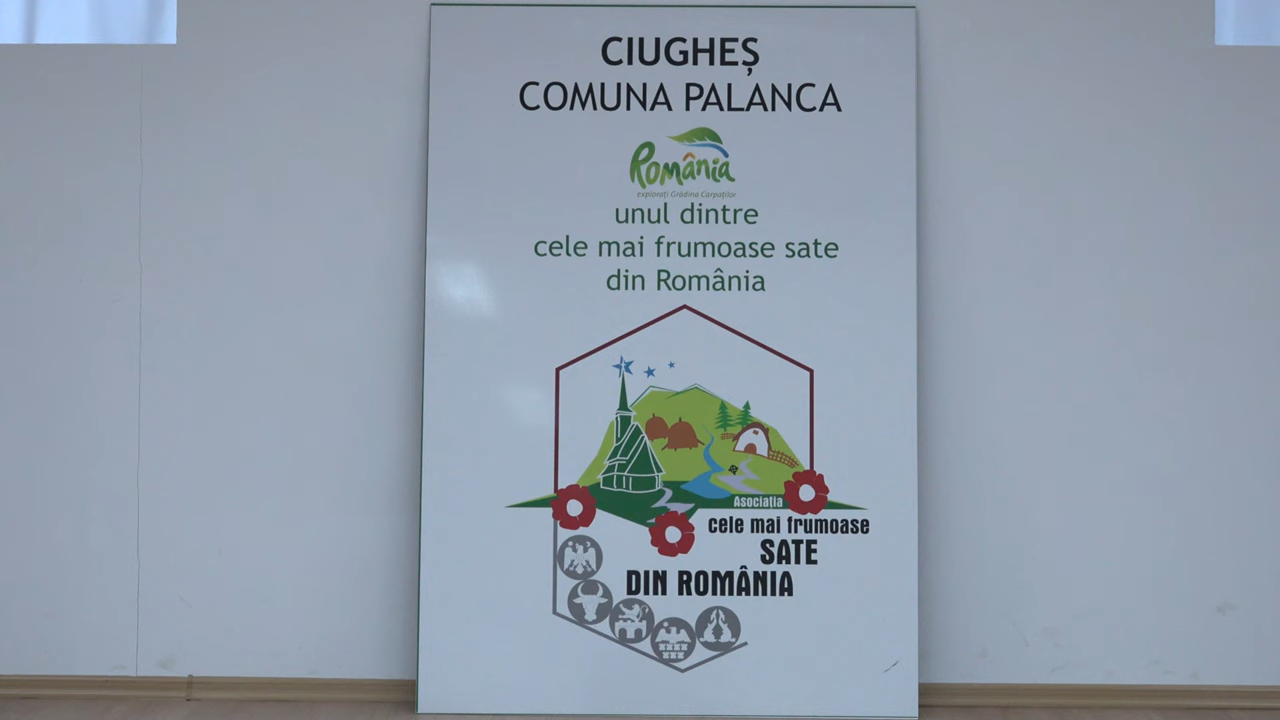 CIUGHEȘ
COMUNA PALANCA
România
explorați Grădina Carpaților
unul dintre
cele mai frumoase sate
din România
Asociația
cele mai frumoase
SATE
DIN ROMÂNIA